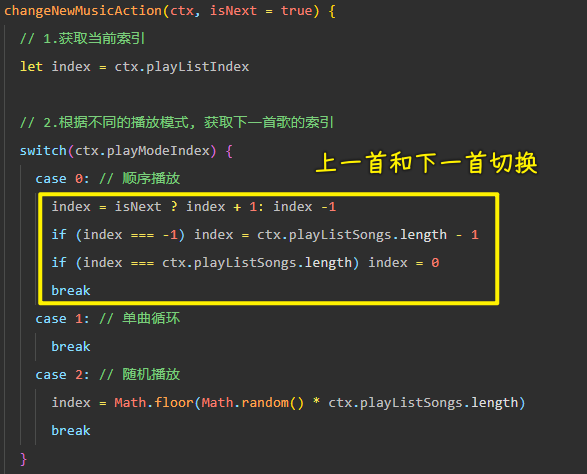 changeNewMusicAction(ctx, isNext = true) {
// 1.获取当前索引
let index = ctx.playListIndex
// 2.根据不同的播放模式, 获取下一首歌的索引
switch(ctx.playModeIndex) {
上一首和下一首切换
case 0: // 顺序播放
index = isNext ? index + 1: index -1
if (index === -1) index = ctx.playListSongs.length - 1
if (index === ctx.playListSongs.length) index = 0
break
case 1: // 单曲循环
break
case 2: // 随机播放
index = Math.floor(Math.random() * ctx.playListSongs.length)
break
}